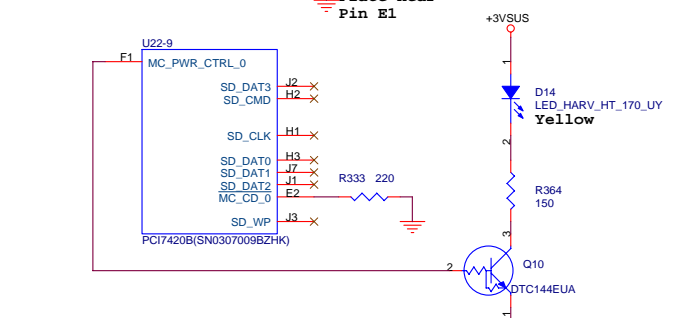 Pin E1
+3VSUS
U22-9
F1
MC_PWR_CTRL_0
1
SD_DAT3
J2
SD_CMD
H2
D14
LED_HARV_HT_170_UY
Yellow
SD_CLK
H1
2
SD_DAT0
H3
SD_DAT1
J7
SD_DAT2
J1
MC_CD_0
E2
R333 220
R364
150
SD_WP
J3
PCI7420B(SN0307009BZHK)
3
2
Q10
DTC144EUA
1